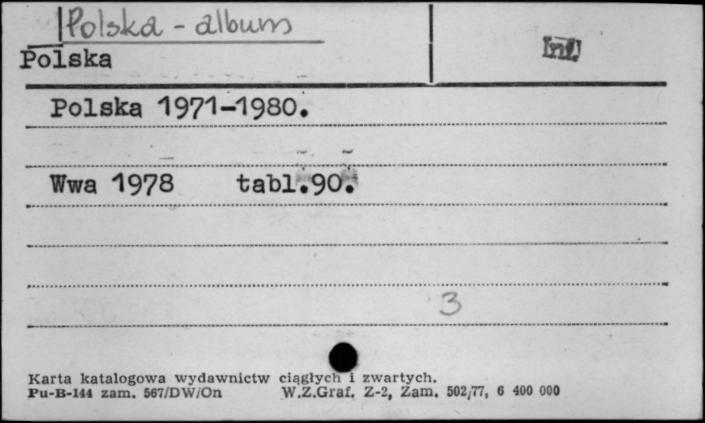 Polska - album
Inf.
Polska
Polska 1971-1980.
Wwa 1978 tabl.90.
3
Karta katalogowa wydawnictw ciągłych i zwartych.
Pu-B-144 zam. 567/DW/On W.Z.Graf. Z-2, Zam. 502/77, 6 400 000